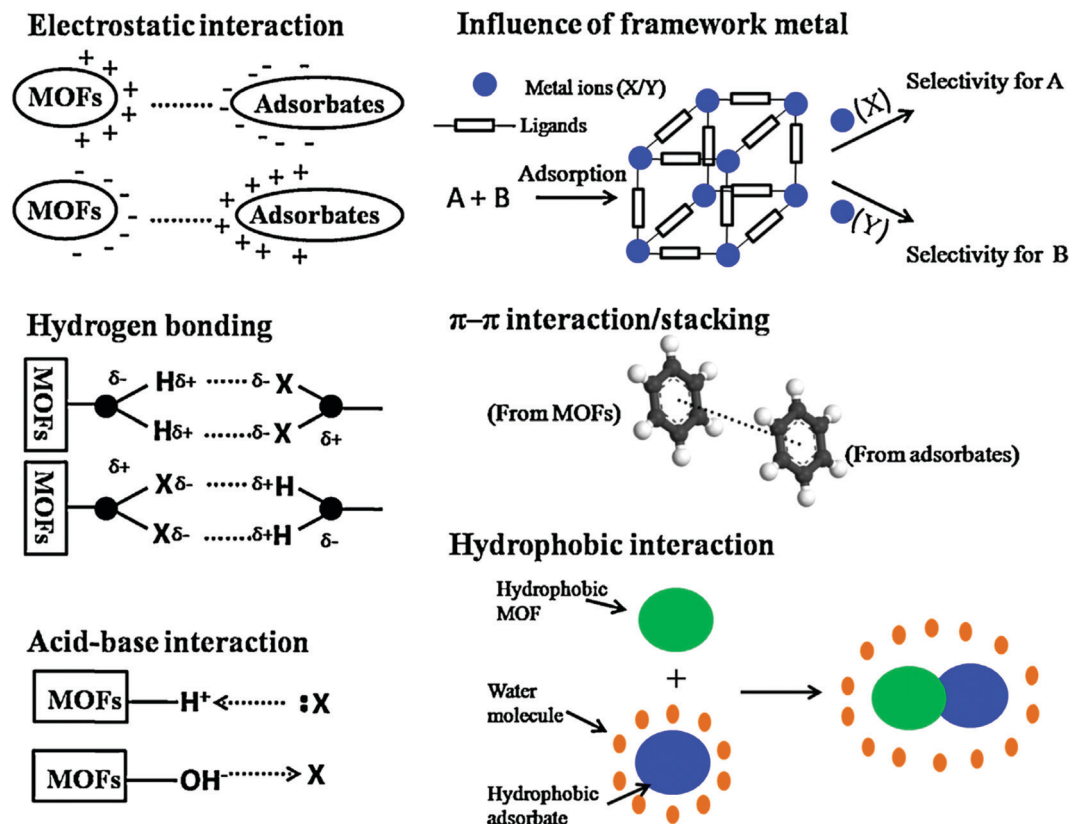 Electrostatic interaction
+ + + + + + +
MOFs
- - - - - - - - - -
Adsorbates
- - - - - -
MOFs
+ + + + + + + + + +
Adsorbates
Influence of framework metal
Metal ions (X/Y)
Ligands
A + B
Adsorption
(X)
Selectivity for A
(Y)
Selectivity for B
Hydrogen bonding
MOFs
δ-
Hδ+ ········ δ- X
Hδ+ ········ δ- X
δ+
MOFs
δ+
Xδ- ········ δ+H
Xδ- ········ δ+H
δ-
π–π interaction/stacking
(From MOFs)
(From adsorbates)
Acid-base interaction
MOFs
H⁺
:X
MOFs
OH⁻
X
Hydrophobic interaction
Hydrophobic
MOF
+
Water
molecule
Hydrophobic
adsorbate